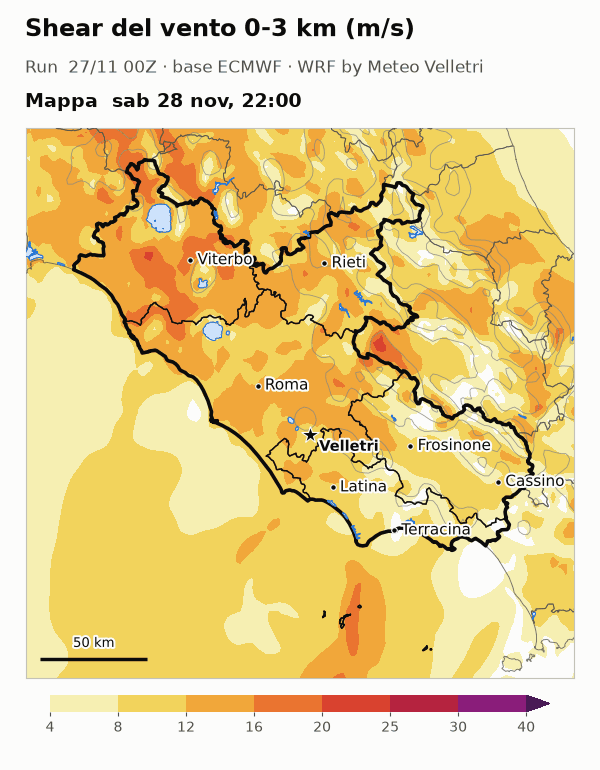 Shear del vento 0-3 km (m/s)
Run  27/11 00Z · base ECMWF · WRF by Meteo Velletri
Mappa  sab 28 nov, 22:00
Viterbo
Rieti
Roma
Velletri
Frosinone
Cassino
Latina
Terracina
50 km
4 8 12 16 20 25 30 40